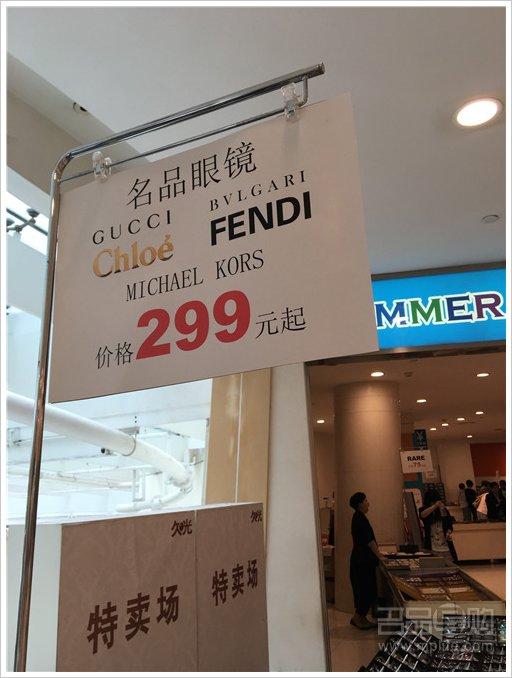 名品眼镜
GUCCI BVLGARI
Chloé FENDI
MICHAEL KORS
价格299元起
MMER
RARE
久光
特卖场
久光
特卖场